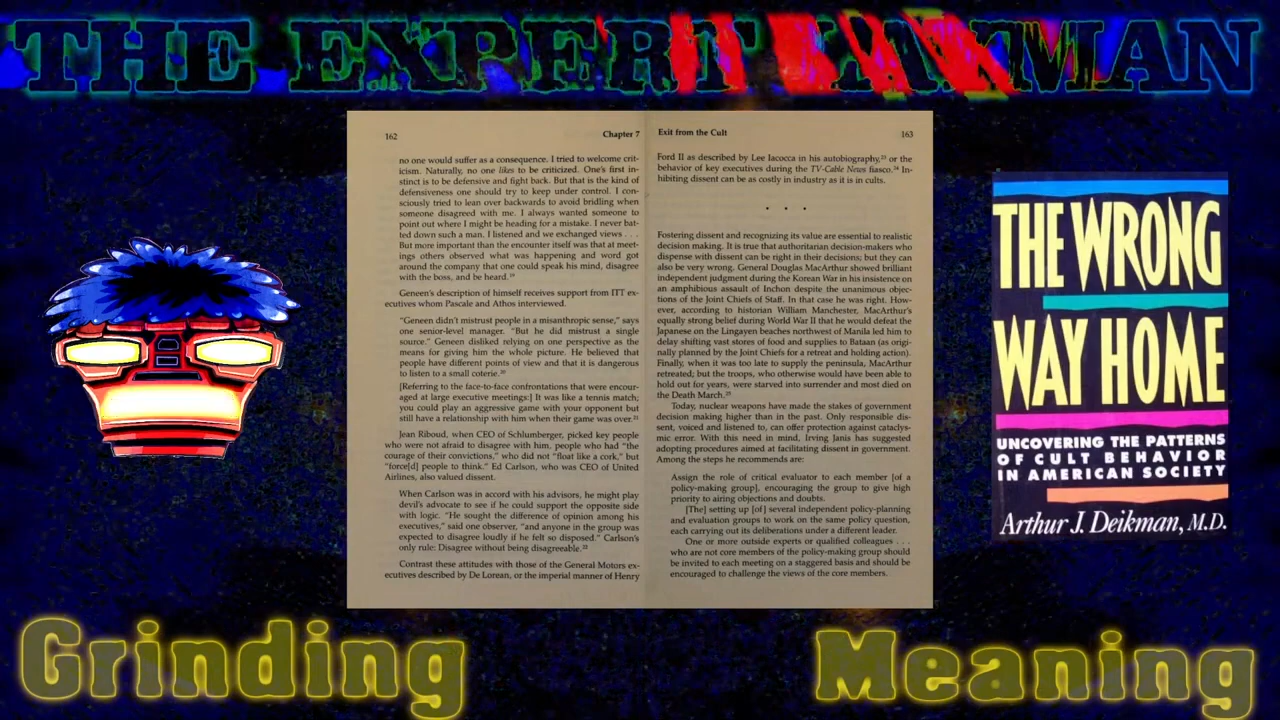 THE EXPERT LAYMAN
162
Chapter 7
no one would suffer as a consequence. I tried to welcome crit-
icism. Naturally, no one likes to be criticized. One's first in-
stinct is to be defensive and fight back. But that is the kind of
defensiveness one should try to keep under control. I con-
sciously tried to lean over backwards to avoid bridling when
someone disagreed with me. I always wanted someone to
point out where I might be heading for a mistake. I never bat-
ted down such a man. I listened and we exchanged views . . .
But more important than the encounter itself was that at meet-
ings others observed what was happening and word got
around the company that one could speak his mind, disagree
with the boss, and be heard.19
Geneen's description of himself receives support from ITT ex-
ecutives whom Pascale and Athos interviewed.
"Geneen didn't mistrust people in a misanthropic sense," says
one senior-level manager. "But he did mistrust a single
source." Geneen disliked relying on one perspective as the
means for giving him the whole picture. He believed that
people have different points of view and that it is dangerous
to listen to a small coterie.20
[Referring to the face-to-face confrontations that were encour-
aged at large executive meetings:] It was like a tennis match;
you could play an aggressive game with your opponent but
still have a relationship with him when their game was over.21
Jean Riboud, when CEO of Schlumberger, picked key people
who were not afraid to disagree with him, people who had "the
courage of their convictions," who did not "float like a cork," but
"force[d] people to think." Ed Carlson, who was CEO of United
Airlines, also valued dissent.
When Carlson was in accord with his advisors, he might play
devil's advocate to see if he could support the opposite side
with logic. "He sought the difference of opinion among his
executives," said one observer, "and anyone in the group was
expected to disagree loudly if he felt so disposed." Carlson's
only rule: Disagree without being disagreeable.22
Contrast these attitudes with those of the General Motors ex-
ecutives described by De Lorean, or the imperial manner of Henry
Exit from the Cult
163
Ford II as described by Lee Iacocca in his autobiography,23 or the
behavior of key executives during the TV-Cable News fiasco.24 In-
hibiting dissent can be as costly in industry as it is in cults.
• • •
Fostering dissent and recognizing its value are essential to realistic
decision making. It is true that authoritarian decision-makers who
dispense with dissent can be right in their decisions; but they can
also be very wrong. General Douglas MacArthur showed brilliant
independent judgment during the Korean War in his insistence on
an amphibious assault of Inchon despite the unanimous objec-
tions of the Joint Chiefs of Staff. In that case he was right. How-
ever, according to historian William Manchester, MacArthur's
equally strong belief during World War II that he would defeat the
Japanese on the Lingayen beaches northwest of Manila led him to
delay shifting vast stores of food and supplies to Bataan (as origi-
nally planned by the Joint Chiefs for a retreat and holding action).
Finally, when it was too late to supply the peninsula, MacArthur
retreated; but the troops, who otherwise would have been able to
hold out for years, were starved into surrender and most died on
the Death March.25
Today, nuclear weapons have made the stakes of government
decision making higher than in the past. Only responsible dis-
sent, voiced and listened to, can offer protection against cataclys-
mic error. With this need in mind, Irving Janis has suggested
adopting procedures aimed at facilitating dissent in government.
Among the steps he recommends are:
Assign the role of critical evaluator to each member [of a
policy-making group], encouraging the group to give high
priority to airing objections and doubts.
[The] setting up [of] several independent policy-planning
and evaluation groups to work on the same policy question,
each carrying out its deliberations under a different leader.
One or more outside experts or qualified colleagues . . .
who are not core members of the policy-making group should
be invited to each meeting on a staggered basis and should be
encouraged to challenge the views of the core members.
THE WRONG
WAY HOME
UNCOVERING THE PATTERNS
OF CULT BEHAVIOR
IN AMERICAN SOCIETY
Arthur J. Deikman, M.D.
Grinding
Meaning